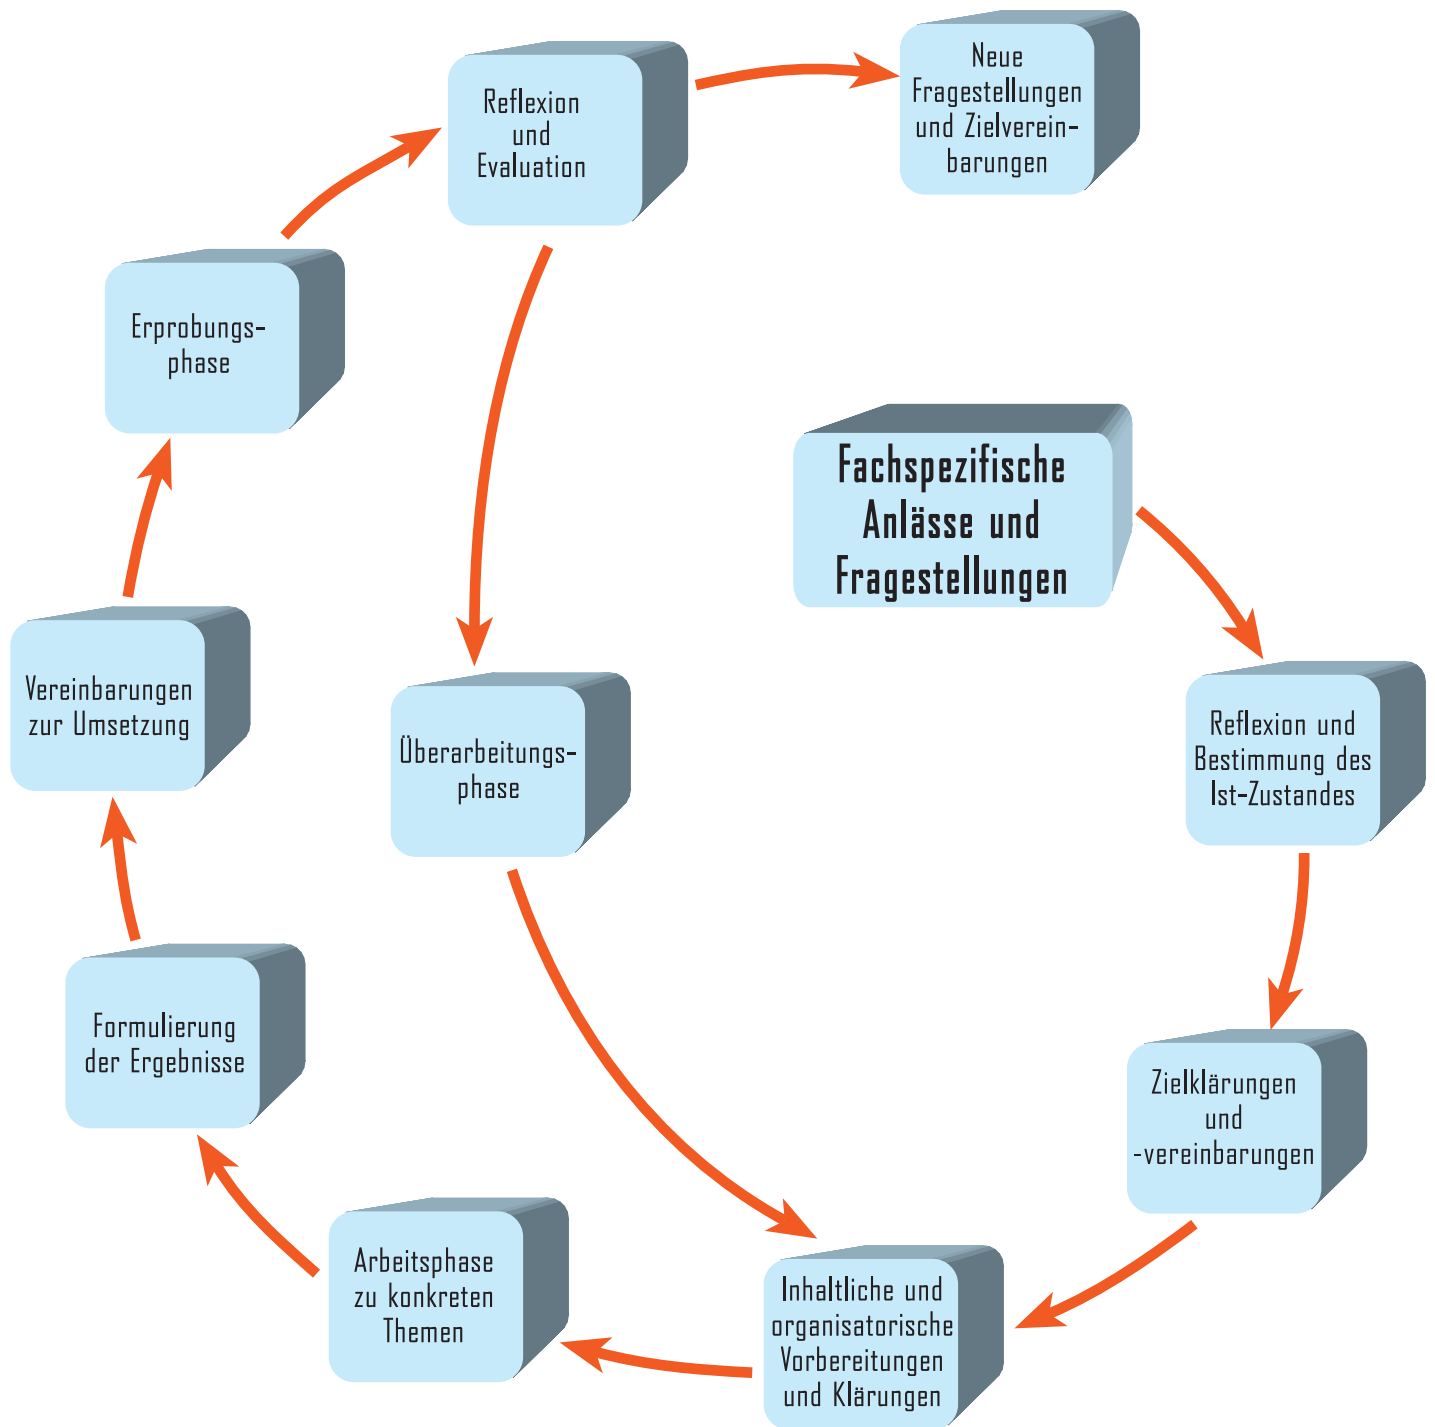 Neue
Fragestellungen
und Zielverein-
barungen
Reflexion
und
Evaluation
Erprobungs-
phase
Fachspezifische
Anlässe und
Fragestellungen
Vereinbarungen
zur Umsetzung
Überarbeitungs-
phase
Reflexion und
Bestimmung des
Ist-Zustandes
Formulierung
der Ergebnisse
Zielklärungen
und
-vereinbarungen
Arbeitsphase
zu konkreten
Themen
Inhaltliche und
organisatorische
Vorbereitungen
und Klärungen